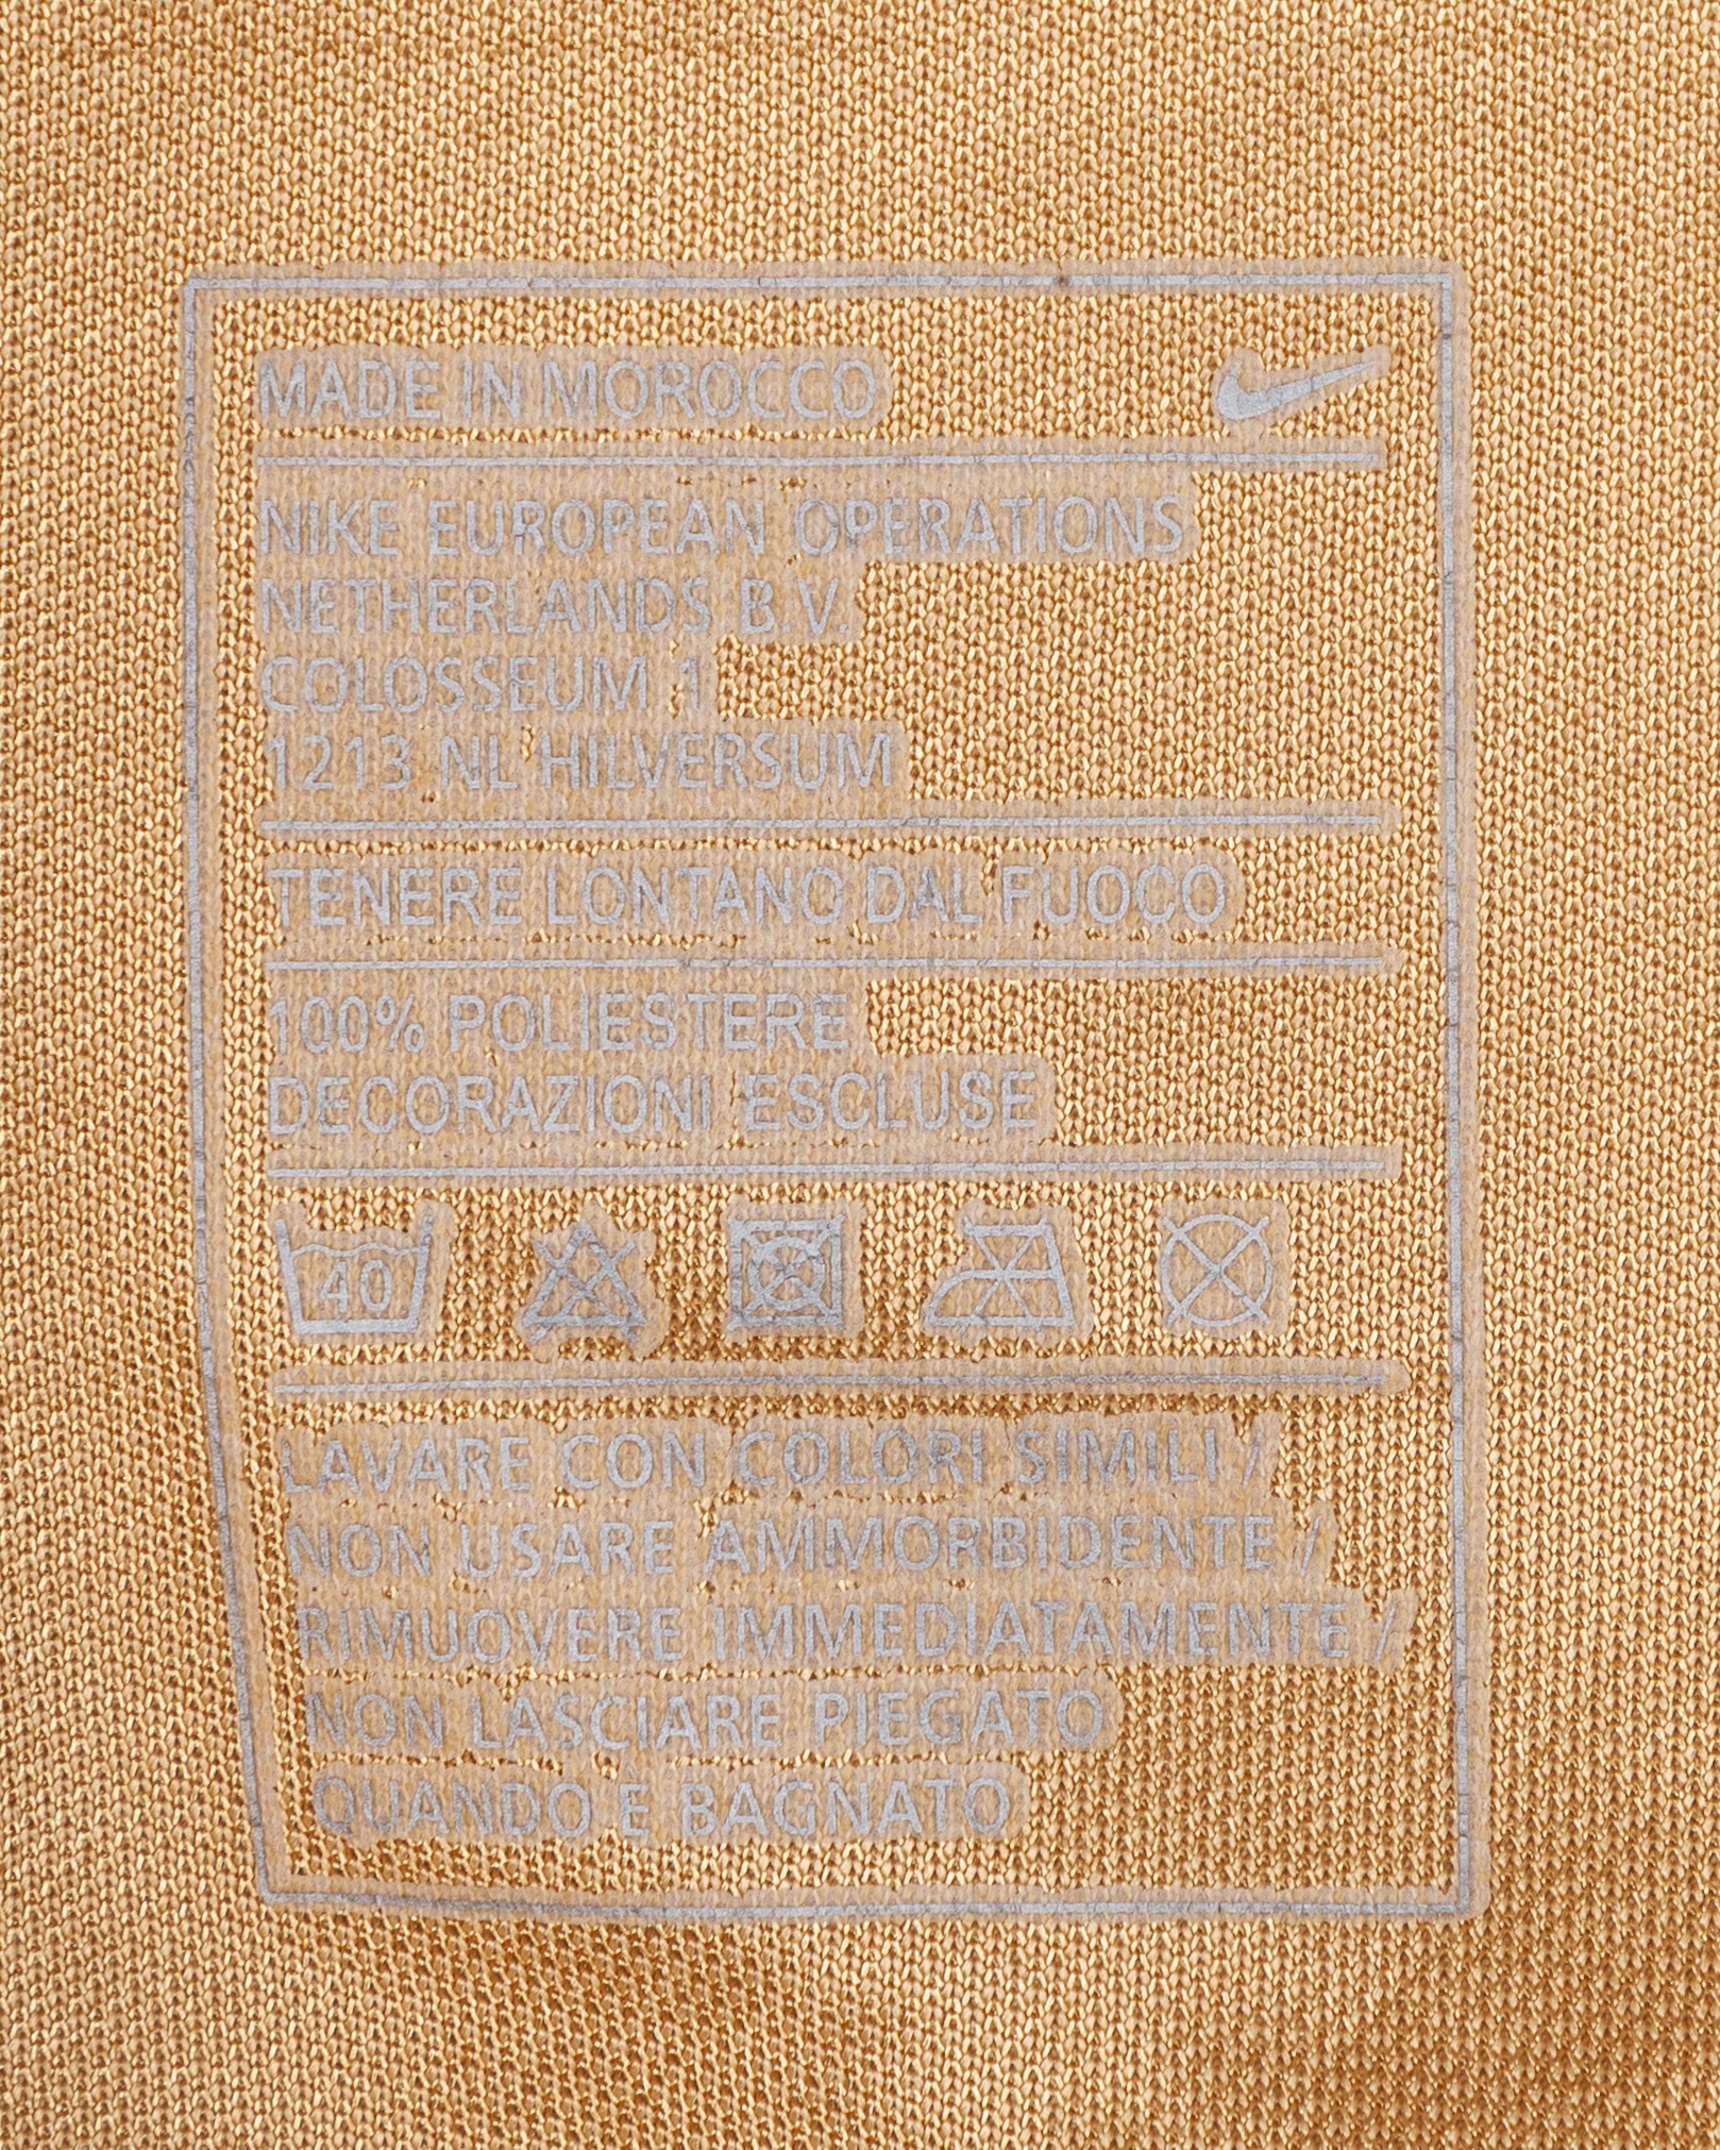 MADE IN MOROCCO
NIKE EUROPEAN OPERATIONS
NETHERLANDS B.V.
COLOSSEUM 1
1213 NL HILVERSUM
TENERE LONTANO DAL FUOCO
100% POLIESTERE
DECORAZIONI ESCLUSE
40
LAVARE CON COLORI SIMILI /
NON USARE AMMORBIDENTE /
RIMUOVERE IMMEDIATAMENTE /
NON LASCIARE PIEGATO
QUANDO È BAGNATO